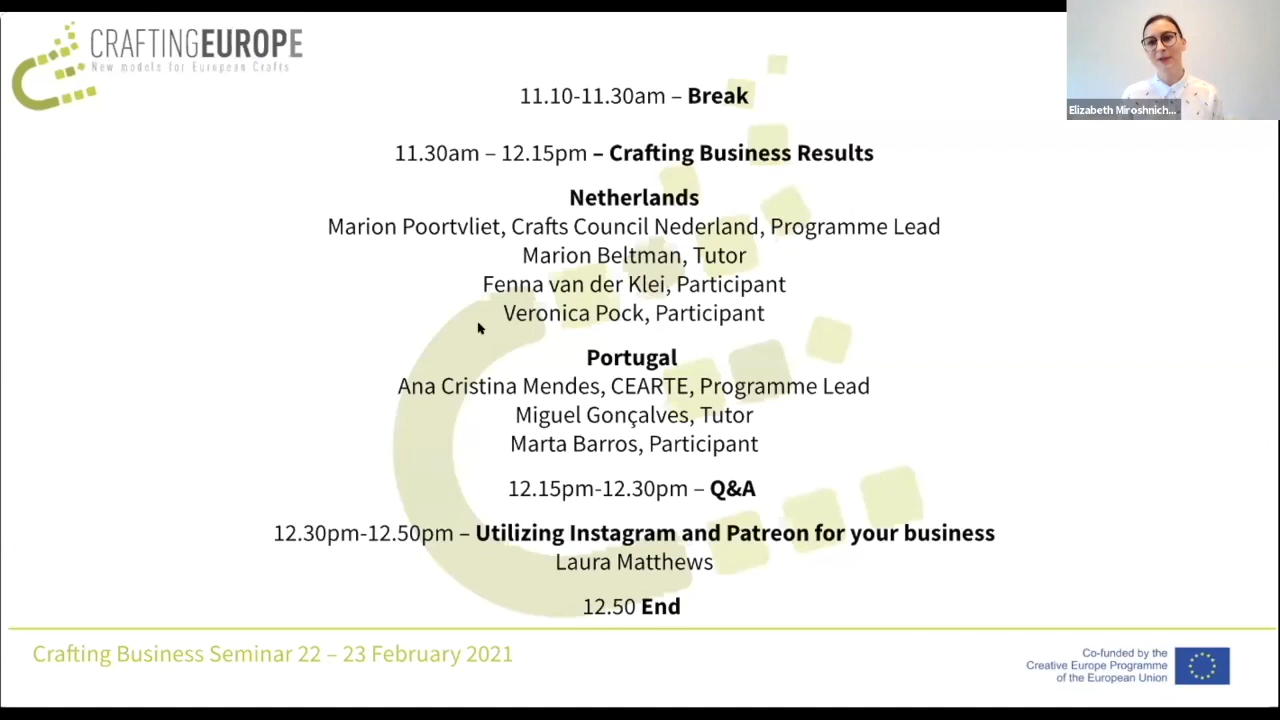 CRAFTINGEUROPE
New models for European Crafts
Elizabeth Miroshnich...
11.10-11.30am – Break
11.30am – 12.15pm – Crafting Business Results
Netherlands
Marion Poortvliet, Crafts Council Nederland, Programme Lead
Marion Beltman, Tutor
Fenna van der Klei, Participant
Veronica Pock, Participant
Portugal
Ana Cristina Mendes, CEARTE, Programme Lead
Miguel Gonçalves, Tutor
Marta Barros, Participant
12.15pm-12.30pm – Q&A
12.30pm-12.50pm – Utilizing Instagram and Patreon for your business
Laura Matthews
12.50 End
Crafting Business Seminar 22 – 23 February 2021
Co-funded by the
Creative Europe Programme
of the European Union